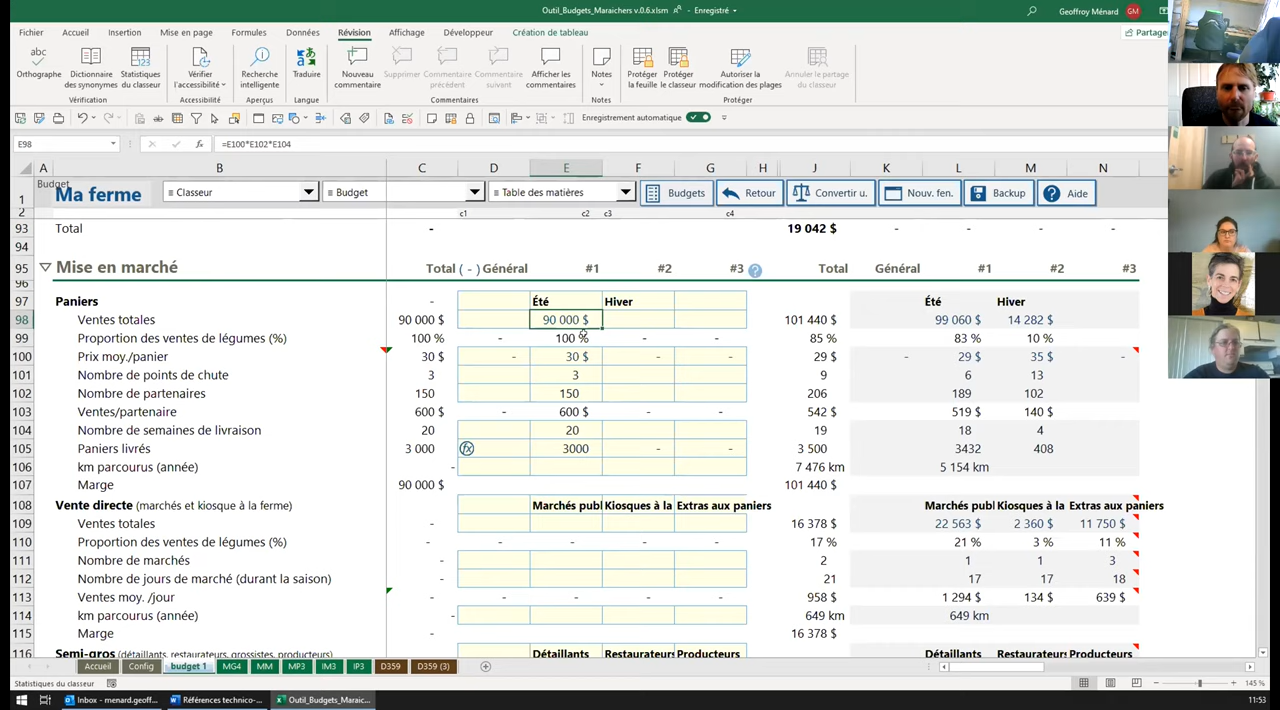 Outil_Budgets_Maraichers v.0.6.xlsm Enregistré
Geoffroy Ménard GM
Fichier Accueil Insertion Mise en page Formules Données Révision Affichage Développeur Création de tableau Partager
Orthographe Dictionnaire des synonymes Statistiques du classeur Vérifier l'accessibilité Recherche intelligente Traduire Nouveau commentaire Supprimer Commentaire précédent Commentaire suivant Afficher les commentaires Notes Protéger la feuille Protéger le classeur Autoriser la modification des plages Annuler le partage du classeur
Vérification Accessibilité Aperçus Langue Commentaires Notes Protéger
Enregistrement automatique
E98 fx =E100*E102*E104
A B C D E F G H I J K L M N
1 Budget Ma ferme ≡ Classeur ≡ Budget ≡ Table des matières Budgets Retour Convertir u. Nouv. fen. Backup Aide
2 c1 c2 c3 c4
93 Total - 19 042 $ - - - -
94
95 Mise en marché Total ( - ) Général #1 #2 #3 ? Total Général #1 #2 #3
96
97 Paniers - Été Hiver Été Hiver
98 Ventes totales 90 000 $ 90 000 $ 101 440 $ 99 060 $ 14 282 $
99 Proportion des ventes de légumes (%) 100 % - 100 % - - 85 % 83 % 10 %
100 Prix moy./panier 30 $ - 30 $ - - 29 $ - 29 $ 35 $ -
101 Nombre de points de chute 3 3 9 6 13
102 Nombre de partenaires 150 150 206 189 102
103 Ventes/partenaire 600 $ - 600 $ - - 542 $ 519 $ 140 $
104 Nombre de semaines de livraison 20 20 19 18 4
105 Paniers livrés 3 000 fx 3000 - - 3 500 3432 408
106 km parcourus (année) - 7 476 km 5 154 km
107 Marge 90 000 $ 101 440 $
108 Vente directe (marchés et kiosque à la ferme) Marchés publ Kiosques à la Extras aux paniers Marchés publ Kiosques à la Extras aux paniers
109 Ventes totales - 16 378 $ 22 563 $ 2 360 $ 11 750 $
110 Proportion des ventes de légumes (%) - - - - - 17 % 21 % 3 % 11 %
111 Nombre de marchés - 2 1 1 3
112 Nombre de jours de marché (durant la saison) - 21 17 17 18
113 Ventes moy. /jour - - - - - 958 $ 1 294 $ 134 $ 639 $
114 km parcourus (année) - 649 km 649 km
115 Marge - 16 378 $
116 Semi-gros (détaillants, restaurateurs, grossistes, producteurs) Détaillants Restaurateurs Producteurs Détaillants Restaurateurs Producteurs
Accueil Config budget 1 MG4 MM MP3 IM3 IP3 D359 D359 (3)
Statistiques du classeur 145 %
Inbox - menard.geoff... Références technico-... Outil_Budgets_Maraic... 11:53